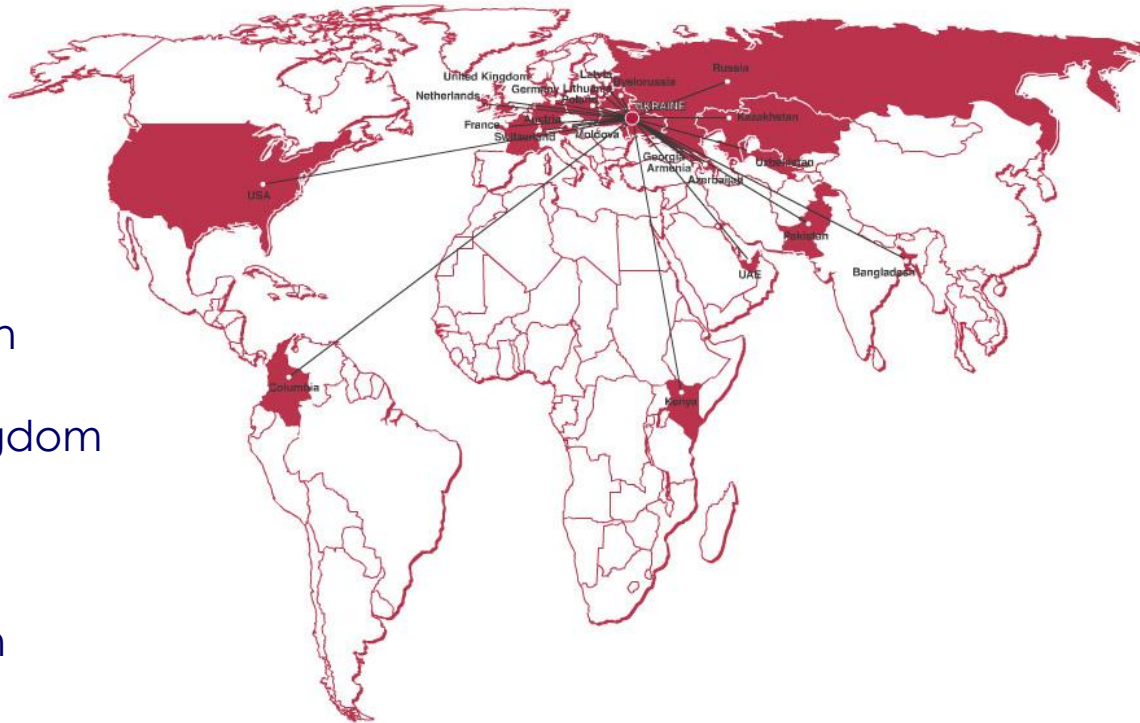 Latvia
Russia
United Kingdom
Byelorussia
Germany Lithuania
Netherlands
Poland
UKRAINE
Kazakhstan
France
Austria
Switzerland
Moldova
Georgia
Uzbekistan
Armenia
Azerbaijan
USA
Pakistan
UAE
Bangladesh
n
Columbia
Kenya
gdom
n